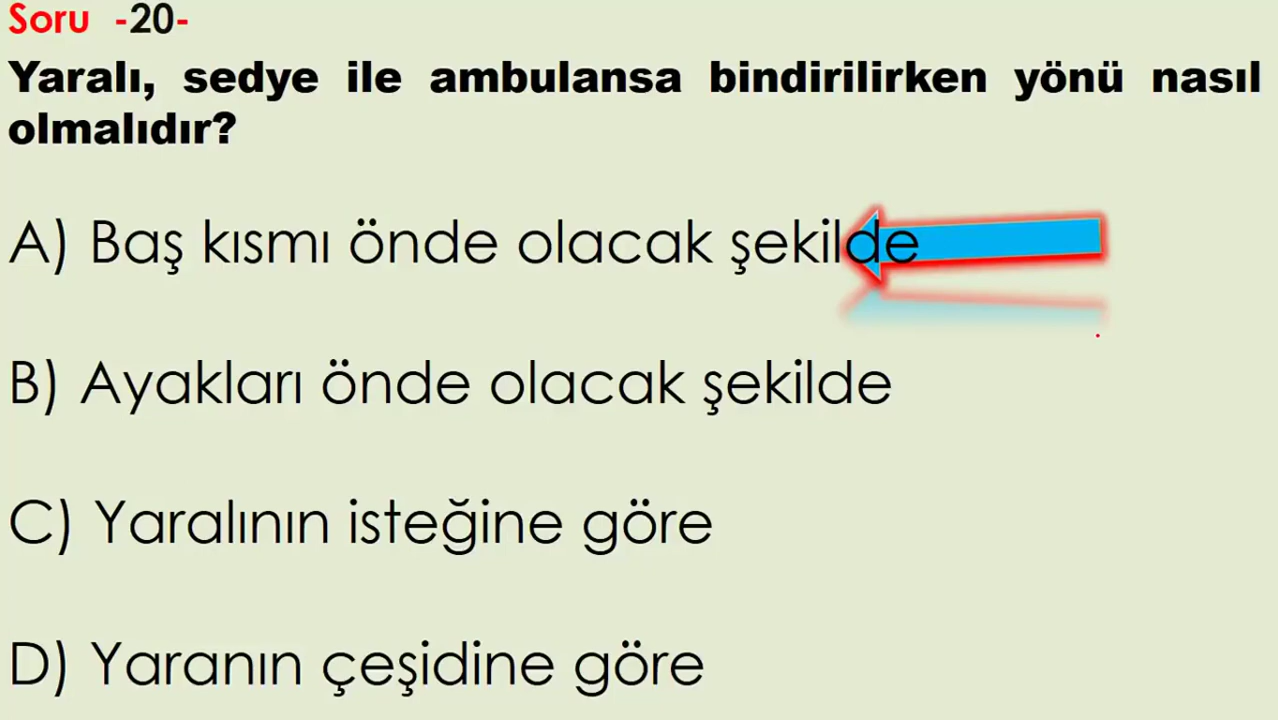 Soru -20-
Yaralı, sedye ile ambulansa bindirilirken yönü nasıl
olmalıdır?
A) Baş kısmı önde olacak şekilde
B) Ayakları önde olacak şekilde
C) Yaralının isteğine göre
D) Yaranın çeşidine göre